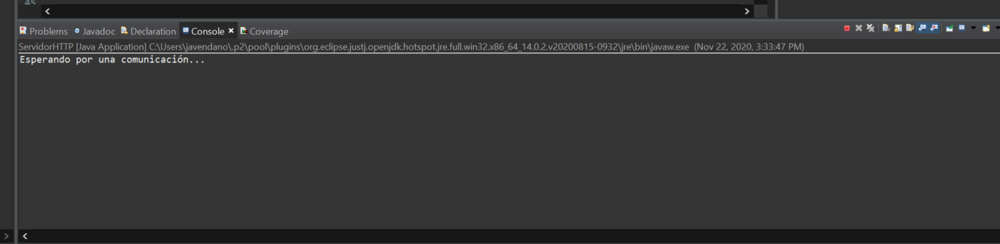 45
Problems Javadoc Declaration Console Coverage
ServidorHTTP [Java Application] C:\Users\javendano\.p2\pool\plugins\org.eclipse.justj.openjdk.hotspot.jre.full.win32.x86_64_14.0.2.v20200815-0932\jre\bin\javaw.exe (Nov 22, 2020, 3:33:47 PM)
Esperando por una comunicación...